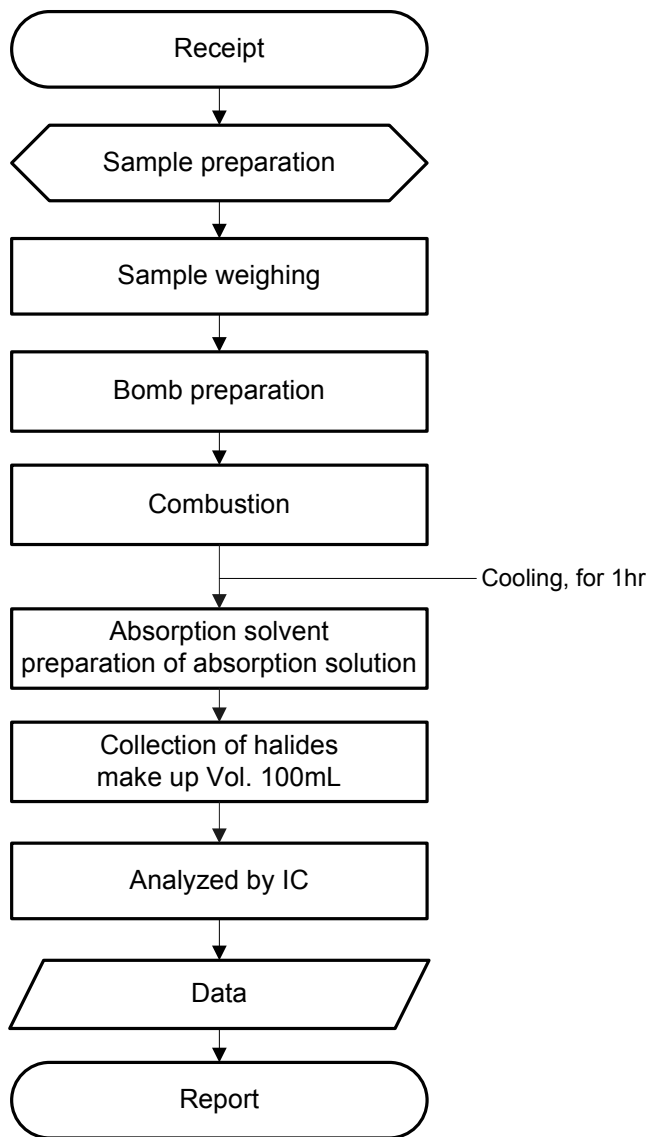 Receipt
Sample preparation
Sample weighing
Bomb preparation
Combustion
Cooling, for 1hr
Absorption solvent
preparation of absorption solution
Collection of halides
make up Vol. 100mL
Analyzed by IC
Data
Report